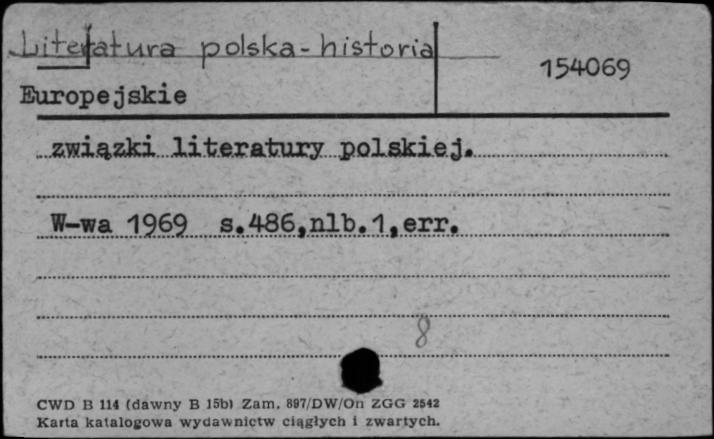 Literatura polska - historia
154069
Europejskie
związki literatury polskiej.
W-wa 1969 s.486,nlb.1,err.
8
CWD B 114 (dawny B 15b) Zam. 897/DW/On ZGG 2542
Karta katalogowa wydawnictw ciągłych i zwartych.